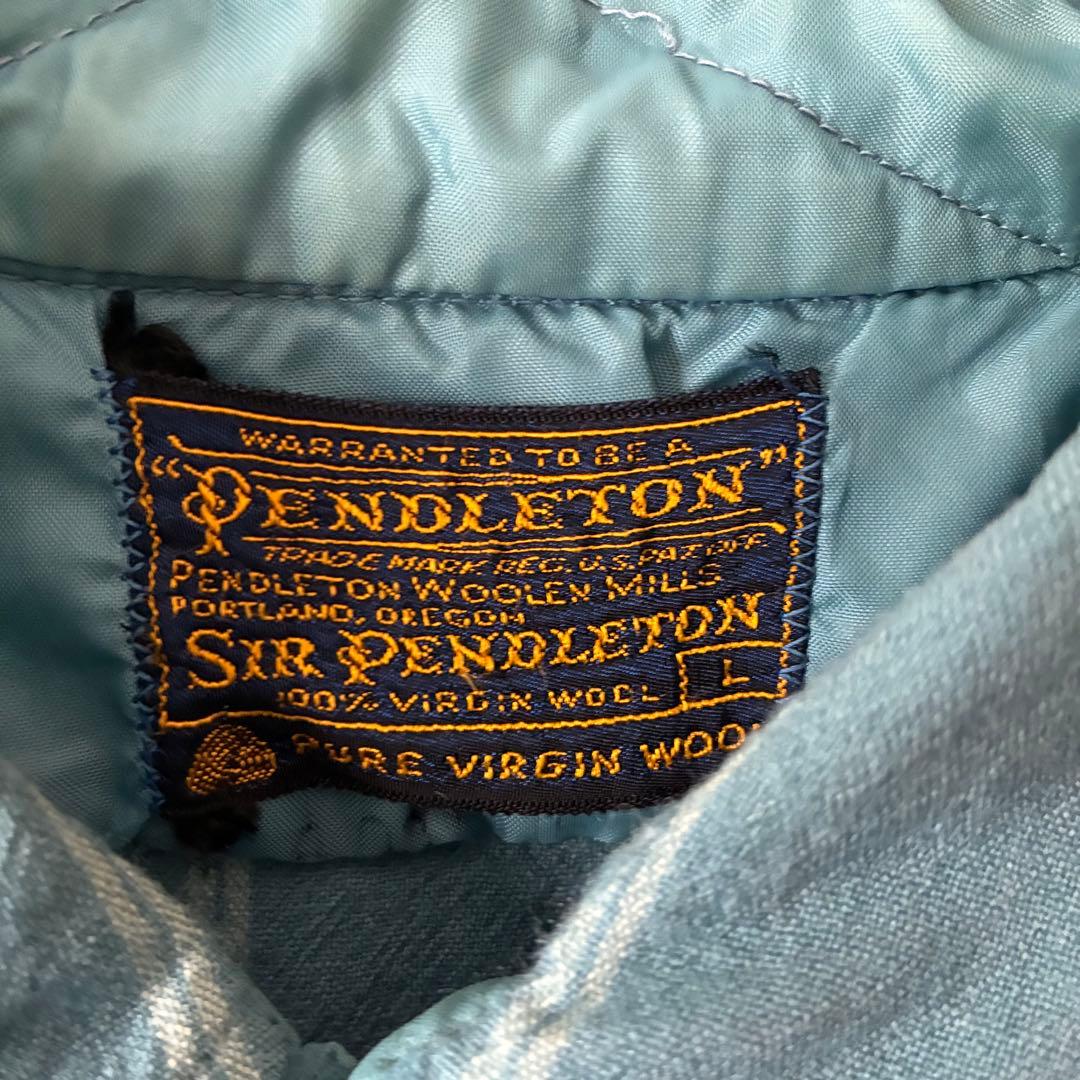 WARRANTED TO BE A
"PENDLETON"
TRADE MARK REG. U.S. PAT. OFF.
PENDLETON WOOLEN MILLS
PORTLAND, OREGON
SIR PENDLETON
100% VIRGIN WOOL
L
PURE VIRGIN WOOL